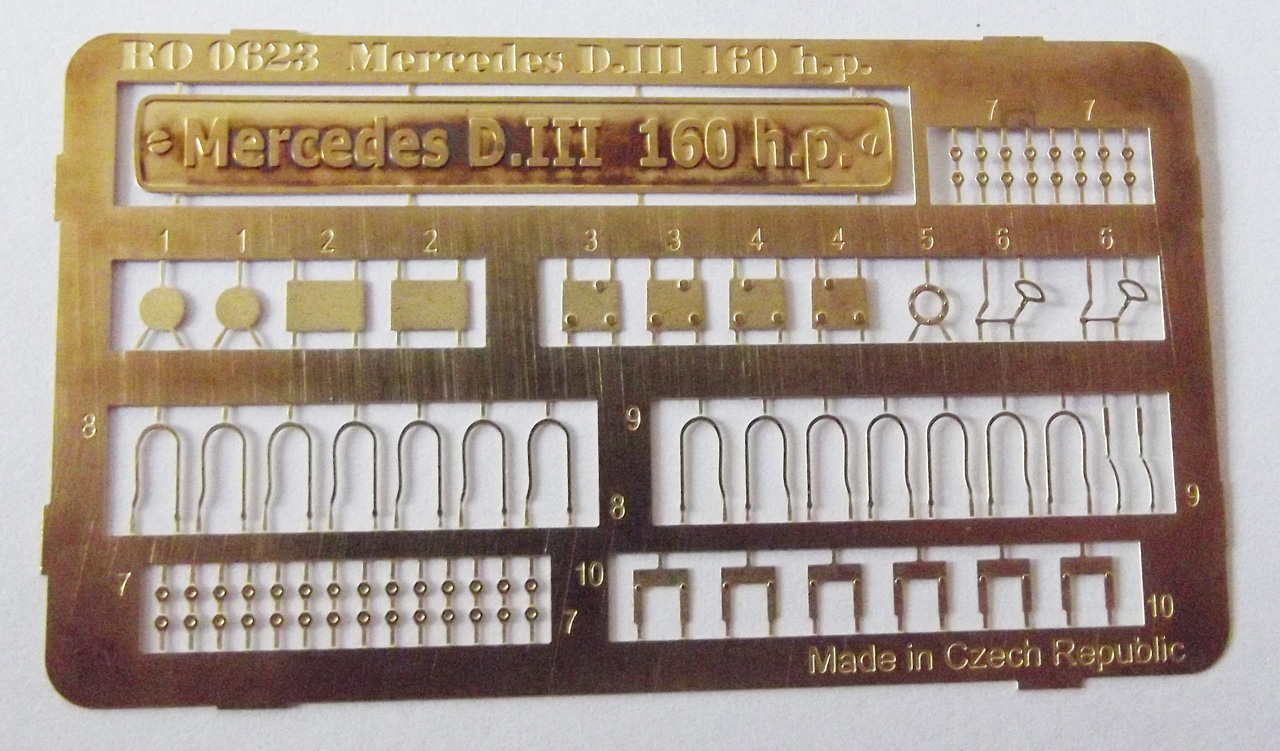 RO 0623 Mercedes D.III 160 h.p.
Mercedes D.III 160 h.p.
7 7
1 1 2 2 3 3 4 4 5 6 6
8 9
8 9
7 10
7 10
Made in Czech Republic